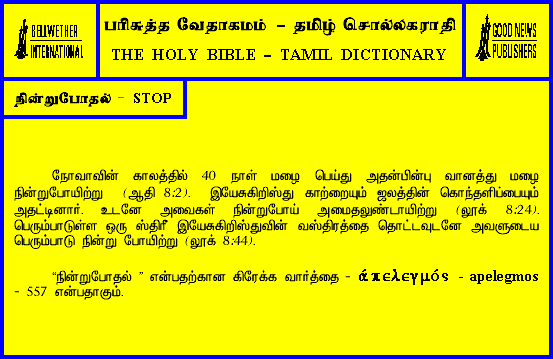 BELLWETHER
INTERNATIONAL
பரிசுத்த வேதாகமம் - தமிழ் சொல்லகராதி
THE HOLY BIBLE - TAMIL DICTIONARY
GOOD NEWS
PUBLISHERS
நின்றுபோதல் - STOP
நோவாவின் காலத்தில் 40 நாள் மழை பெய்து அதன்பின்பு வானத்து மழை
நின்றுபோயிற்று (ஆதி 8:2). இயேசுகிறிஸ்து காற்றையும் ஜலத்தின் கொந்தளிப்பையும்
அதட்டினார். உடனே அவைகள் நின்றுபோய் அமைதலுண்டாயிற்று (லூக் 8:24).
பெரும்பாடுள்ள ஒரு ஸ்திரீ இயேசுகிறிஸ்துவின் வஸ்திரத்தை தொட்டவுடனே அவளுடைய
பெரும்பாடு நின்று போயிற்று (லூக் 8:44).
“நின்றுபோதல் ” என்பதற்கான கிரேக்க வார்த்தை - άπελεγμός - apelegmos
- 557 என்பதாகும்.